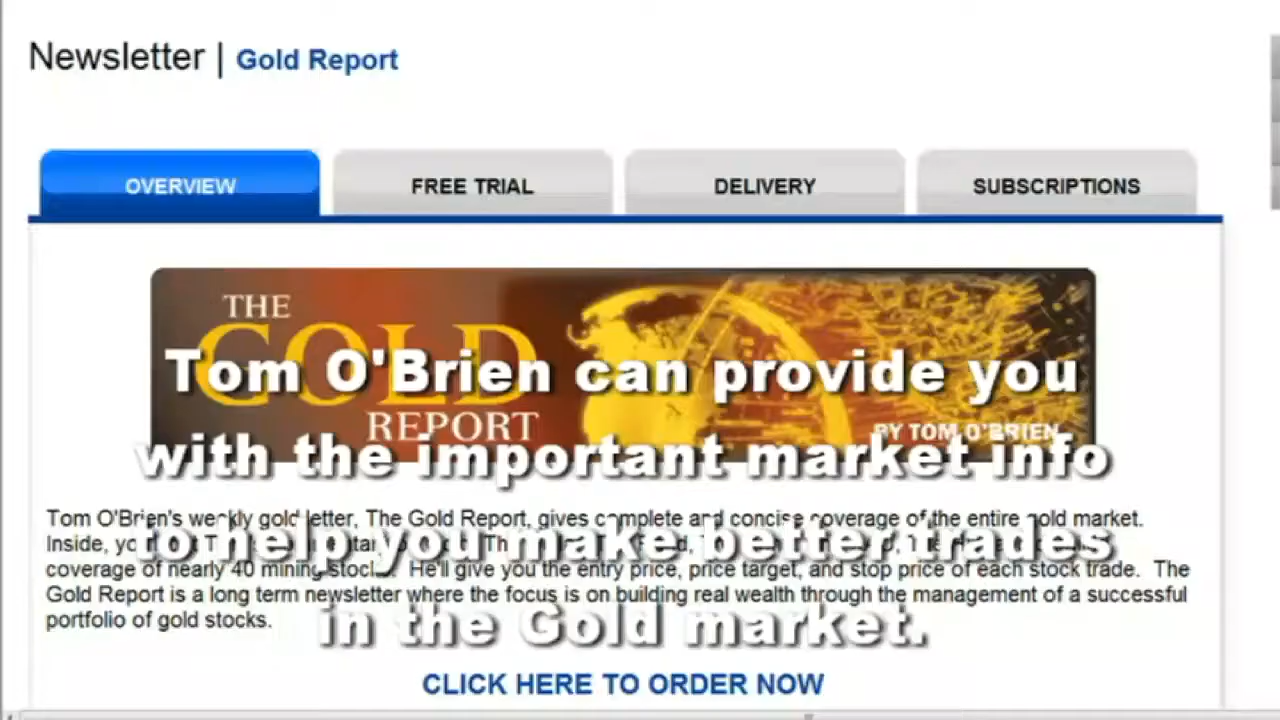 Newsletter | Gold Report
OVERVIEW
FREE TRIAL
DELIVERY
SUBSCRIPTIONS
THE
GOLD
REPORT
BY TOM O'BRIEN
Tom O'Brien can provide you
with the important market info
to help you make better trades
in the Gold market.
Tom O'Brien's weekly gold letter, The Gold Report, gives complete and concise coverage of the entire gold market.
Inside,
coverage of nearly 40 mining stocks. He'll give you the entry price, price target, and stop price of each stock trade. The
Gold Report is a long term newsletter where the focus is on building real wealth through the management of a successful
portfolio of gold stocks.
CLICK HERE TO ORDER NOW